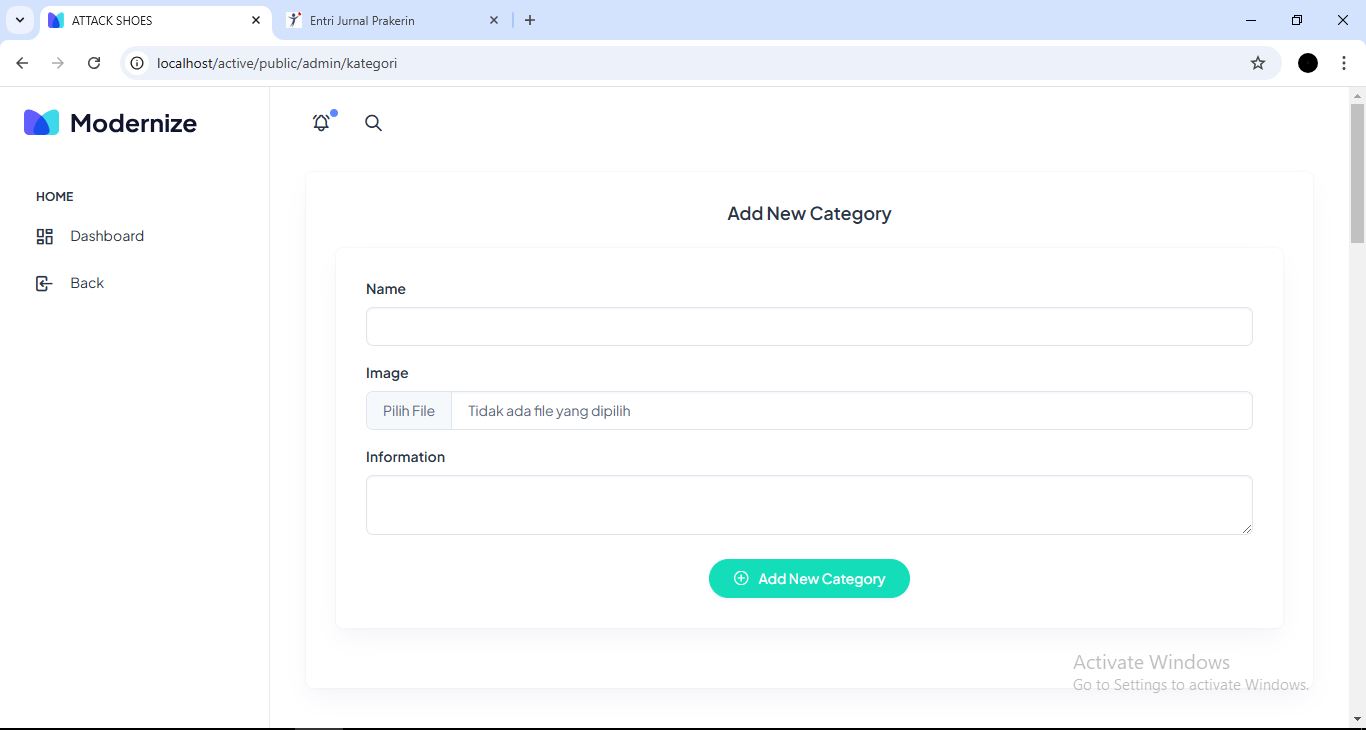 ATTACK SHOES
Entri Jurnal Prakerin
localhost/active/public/admin/kategori
Modernize
HOME
Dashboard
Back
Add New Category
Name
Image
Pilih File
Tidak ada file yang dipilih
Information
Add New Category
Activate Windows
Go to Settings to activate Windows.